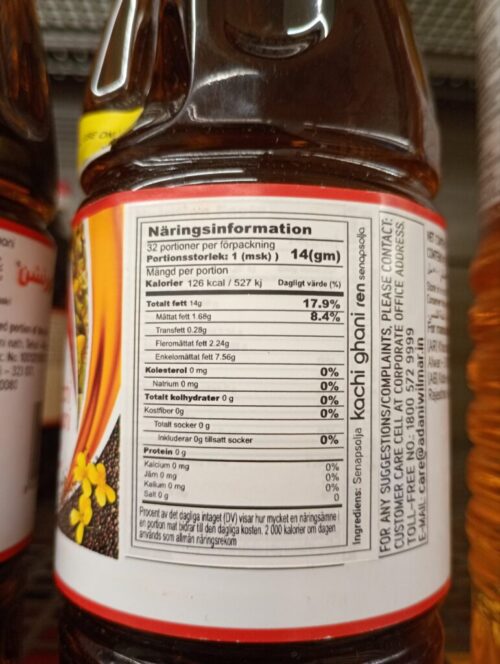 Näringsinformation
32 portioner per förpackning
Portionsstorlek: 1 (msk) ) 14(gm)
Mängd per portion
Kalorier 126 kcal / 527 kj Dagligt värde (%)
Totalt fett 14g 17.9%
Mättat fett 1.68g 8.4%
Transfett 0.28g
Fleromättat fett 2.24g
Enkelomättat fett 7.56g
Kolesterol 0 mg 0%
Natrium 0 mg 0%
Totalt kolhydrater 0 g 0%
Kostfiber 0g 0%
Totalt socker 0 g
Inkluderar 0g tillsatt socker 0%
Protein 0 g
Kalcium 0 mg 0%
Järn 0 mg 0%
Kalium 0 mg 0%
Salt 0 g 0
Procent av det dagliga intaget (DV) visar hur mycket en näringsämne i
en portion mat bidrar till den dagliga kosten. 2 000 kalorier om dagen
används som allmän näringsrekom
Ingrediens: Senapsolja kachi ghani ren senapsolja
FOR ANY SUGGESTIONS/COMPLAINTS, PLEASE CONTACT:
CUSTOMER CARE CELL AT CORPORATE OFFICE ADDRESS.
TOLL-FREE NO.: 1800 572 9999
E-MAIL: care@adaniwilmar.in